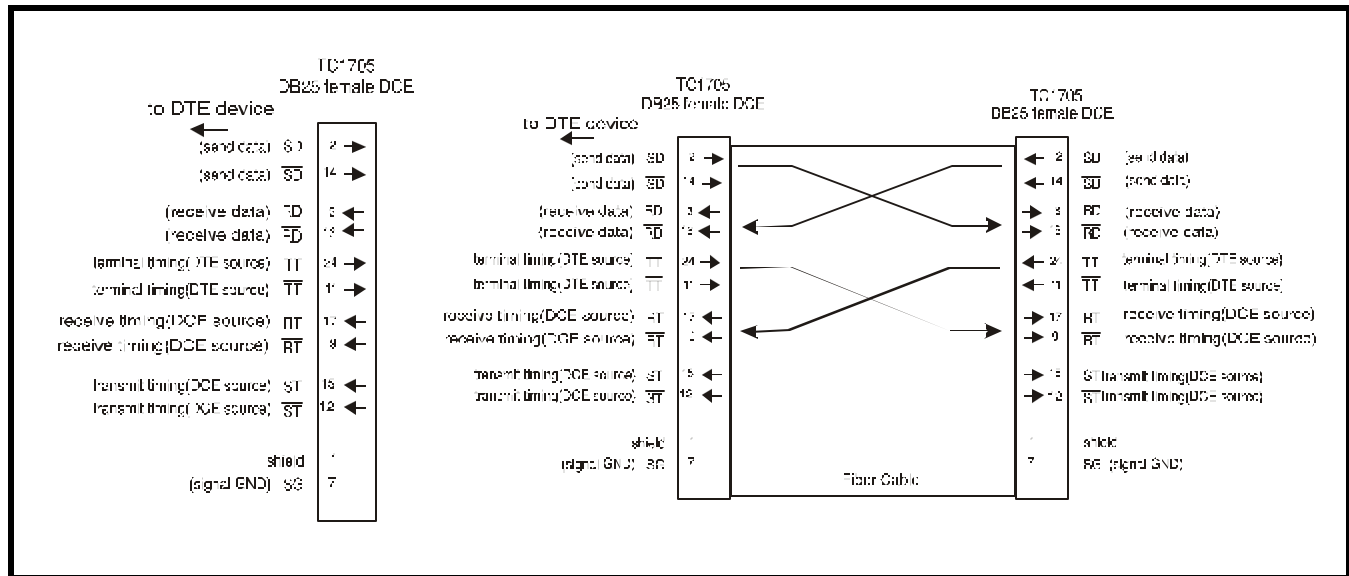 TC1705
DB25 female DCE
to DTE device
(send data) SD 2
(send data) SD 14
(receive data) RD 3
(receive data) RD
terminal timing(DTE source) TT 24
terminal timing(DTE source) TT 11
receive timing(DCE source) RT 17
receive timing(DCE source) RT 9
transmit timing(DCE source) ST 15
transmit timing(DCE source) ST 12
shield 1
(signal GND) SG 7
TC1705
DB25 female DCE
to DTE device
(send data) SD 2
(send data) SD 14
(receive data) RD 3
(receive data) RD
terminal timing(DTE source) TT 24
terminal timing(DTE source) TT 11
receive timing(DCE source) RT 17
receive timing(DCE source) RT
transmit timing(DCE source) ST 15
transmit timing(DCE source) ST 12
shield 1
(signal GND) SG 7
Fiber Cable
TC1705
DB25 female DCE
2 SD (send data)
14 SD (send data)
3 RD (receive data)
RD (receive data)
24 TT terminal timing(DTE source)
11 TT terminal timing(DTE source)
17 RT receive timing(DCE source)
9 RT receive timing(DCE source)
15 ST transmit timing(DCE source)
12 ST transmit timing(DCE source)
1 shield
7 SG (signal GND)